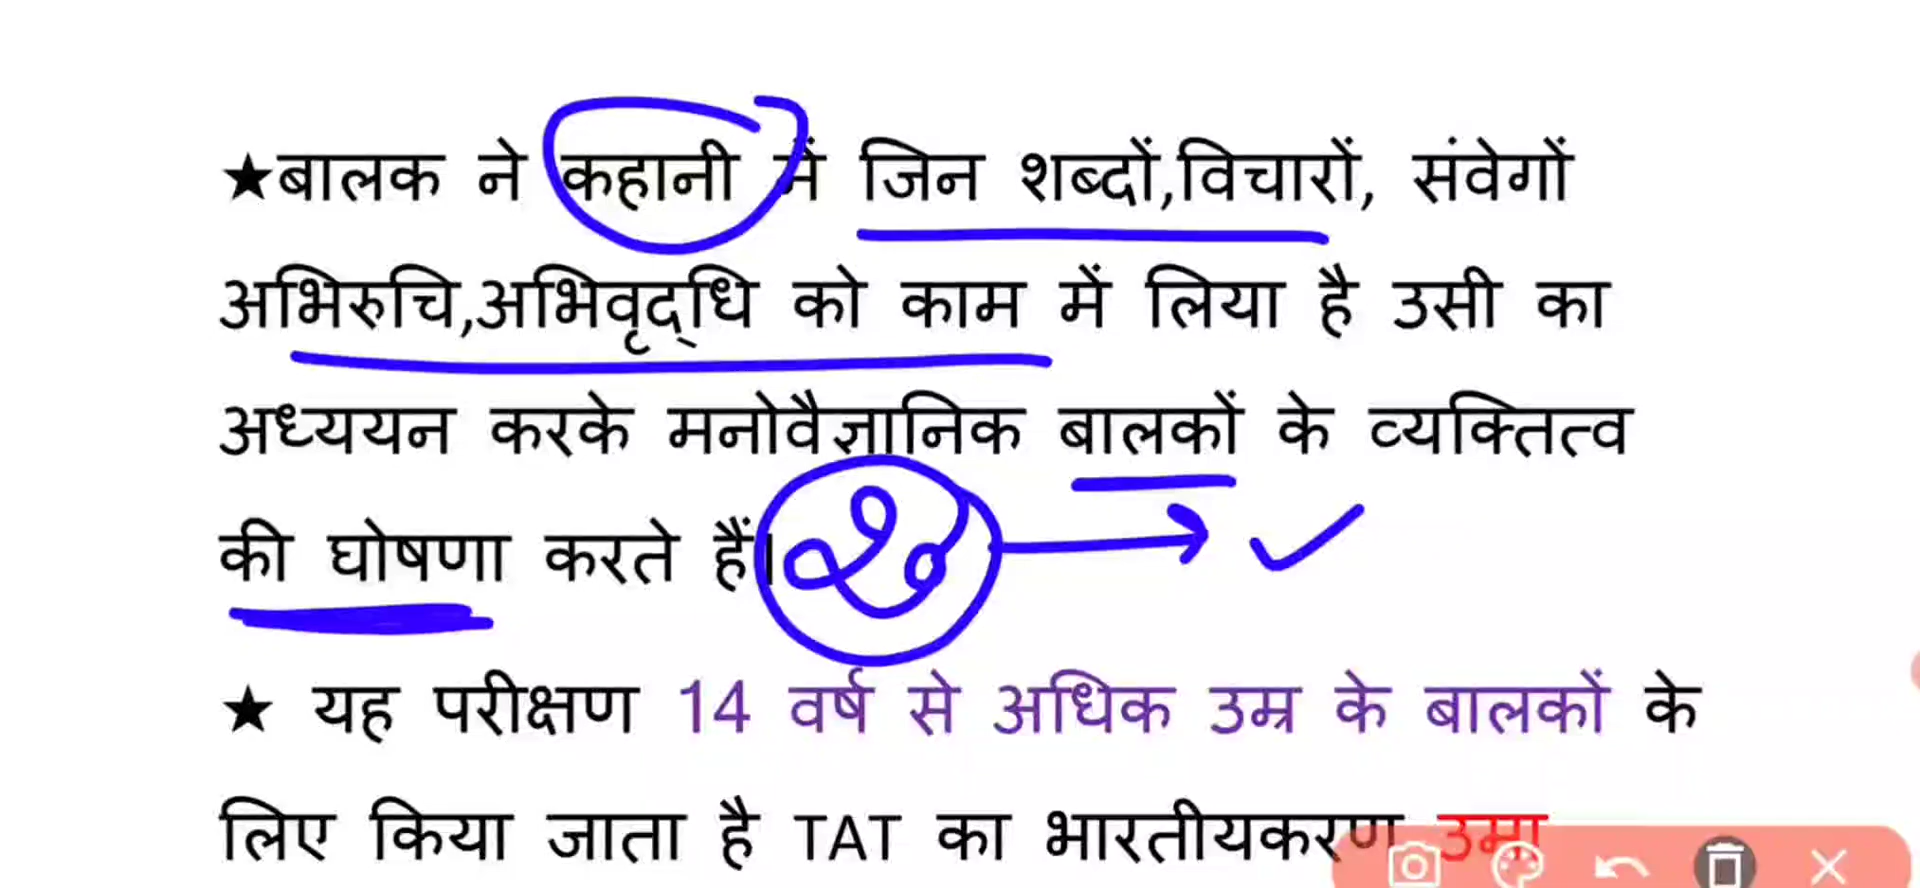 ★बालक ने कहानी में जिन शब्दों,विचारों, संवेगों
अभिरुचि,अभिवृद्धि को काम में लिया है उसी का
अध्ययन करके मनोवैज्ञानिक बालकों के व्यक्तित्व
की घोषणा करते हैं।
★ यह परीक्षण 14 वर्ष से अधिक उम्र के बालकों के
लिए किया जाता है TAT का भारतीयकरण उमा